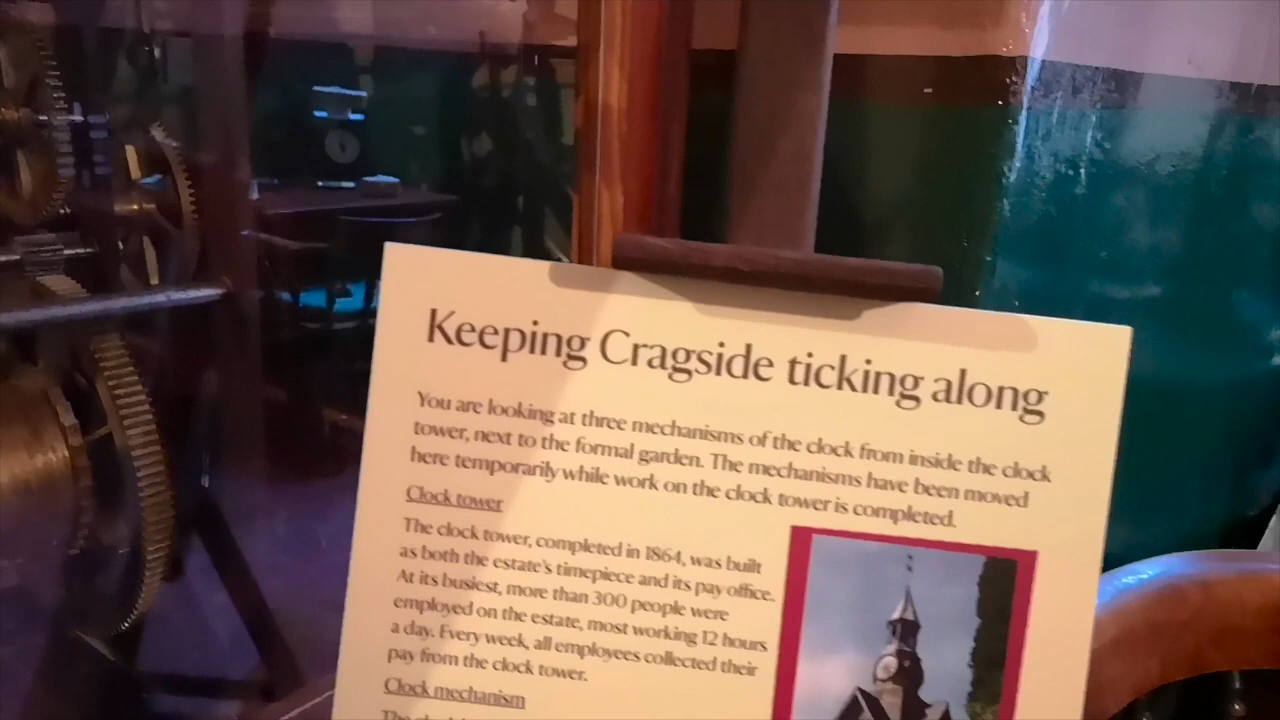 Keeping Cragside ticking along
You are looking at three mechanisms of the clock from inside the clock
tower, next to the formal garden. The mechanisms have been moved
here temporarily while work on the clock tower is completed.
Clock tower
The clock tower, completed in 1864, was built
as both the estate's timepiece and its pay office.
At its busiest, more than 300 people were
employed on the estate, most working 12 hours
a day. Every week, all employees collected their
pay from the clock tower.
Clock mechanism
The